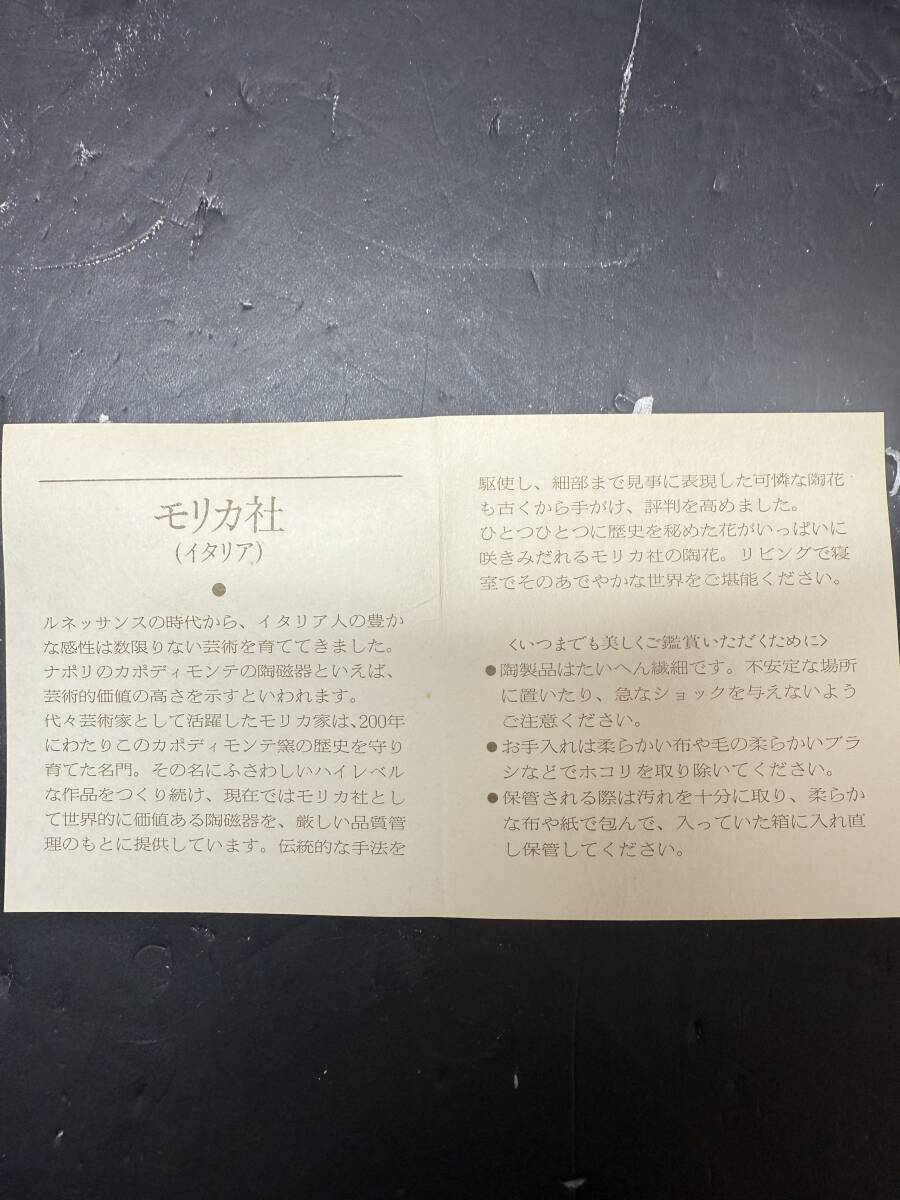 モリカ社
(イタリア)
●
ルネッサンスの時代から、イタリア人の豊か
な感性は数限りない芸術を育ててきました。
ナポリのカポディモンテの陶磁器といえば、
芸術的価値の高さを示すといわれます。
代々芸術家として活躍したモリカ家は、200年
にわたりこのカポディモンテ窯の歴史を守り
育てた名門。その名にふさわしいハイレベル
な作品をつくり続け、現在ではモリカ社とし
て世界的に価値ある陶磁器を、厳しい品質管
理のもとに提供しています。伝統的な手法を
駆使し、細部まで見事に表現した可憐な陶花
も古くから手がけ、評判を高めました。
ひとつひとつに歴史を秘めた花がいっぱいに
咲きみだれるモリカ社の陶花。リビングで寝
室でそのあでやかな世界をご堪能ください。
〈いつまでも美しくご鑑賞いただくために〉
●陶製品はたいへん繊細です。不安定な場所
に置いたり、急なショックを与えないよう
ご注意ください。
●お手入れは柔らかい布や毛の柔らかいブラ
シなどでホコリを取り除いてください。
●保管される際は汚れを十分に取り、柔らか
な布や紙で包んで、入っていた箱に入れ直
し保管してください。